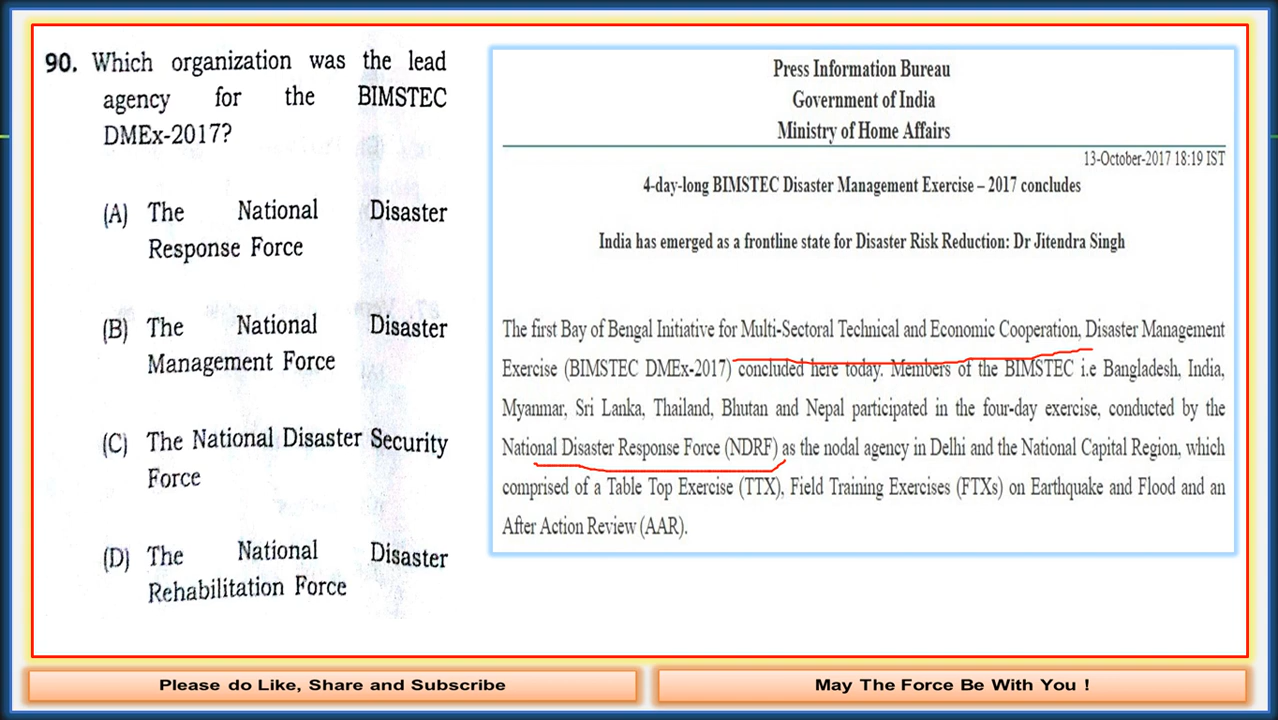 90. Which organization was the lead
agency for the BIMSTEC
DMEx-2017?
(A) The National Disaster
Response Force
(B) The National Disaster
Management Force
(C) The National Disaster Security
Force
(D) The National Disaster
Rehabilitation Force
Press Information Bureau
Government of India
Ministry of Home Affairs
13-October-2017 18:19 IST
4-day-long BIMSTEC Disaster Management Exercise – 2017 concludes
India has emerged as a frontline state for Disaster Risk Reduction: Dr Jitendra Singh
The first Bay of Bengal Initiative for Multi-Sectoral Technical and Economic Cooperation, Disaster Management
Exercise (BIMSTEC DMEx-2017) concluded here today. Members of the BIMSTEC i.e Bangladesh, India,
Myanmar, Sri Lanka, Thailand, Bhutan and Nepal participated in the four-day exercise, conducted by the
National Disaster Response Force (NDRF) as the nodal agency in Delhi and the National Capital Region, which
comprised of a Table Top Exercise (TTX), Field Training Exercises (FTXs) on Earthquake and Flood and an
After Action Review (AAR).
Please do Like, Share and Subscribe
May The Force Be With You !